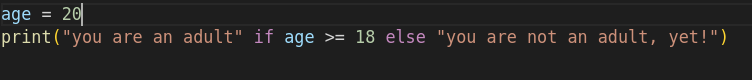 age = 20
print("you are an adult" if age >= 18 else "you are not an adult, yet!")